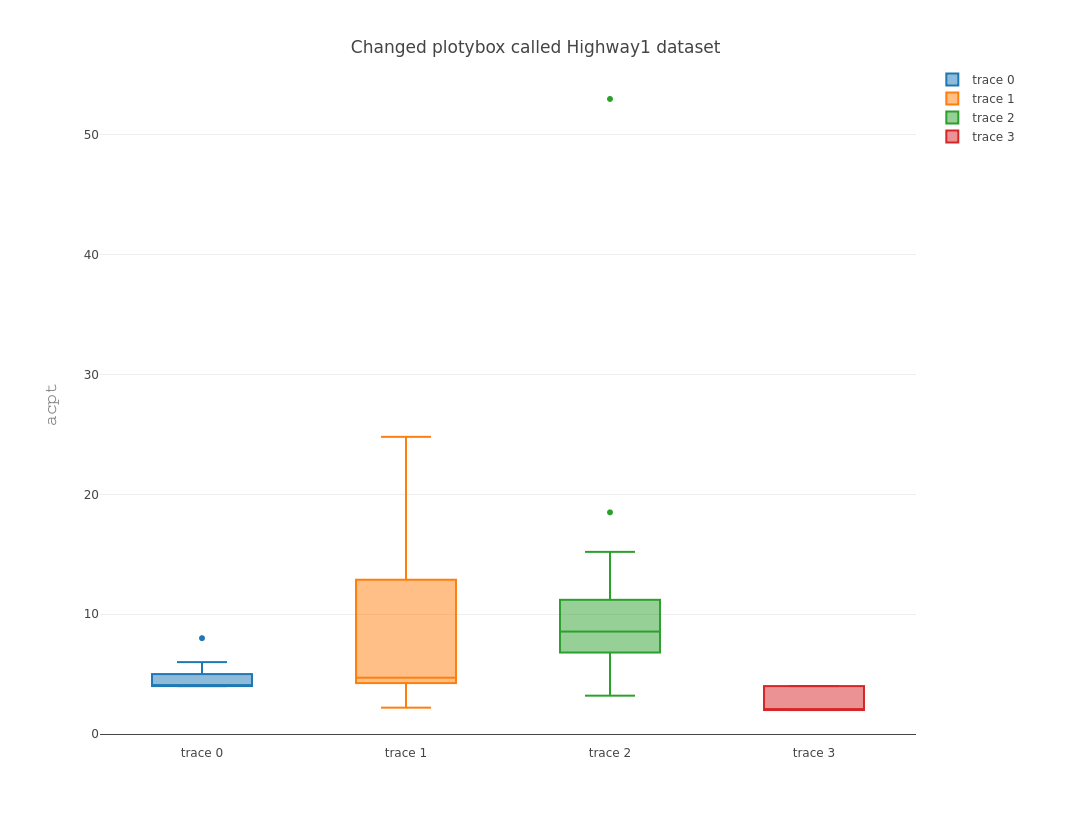 Changed plotybox called Highway1 dataset
trace 0
trace 1
trace 2
trace 3
50
40
30
20
10
0
acpt
trace 0
trace 1
trace 2
trace 3